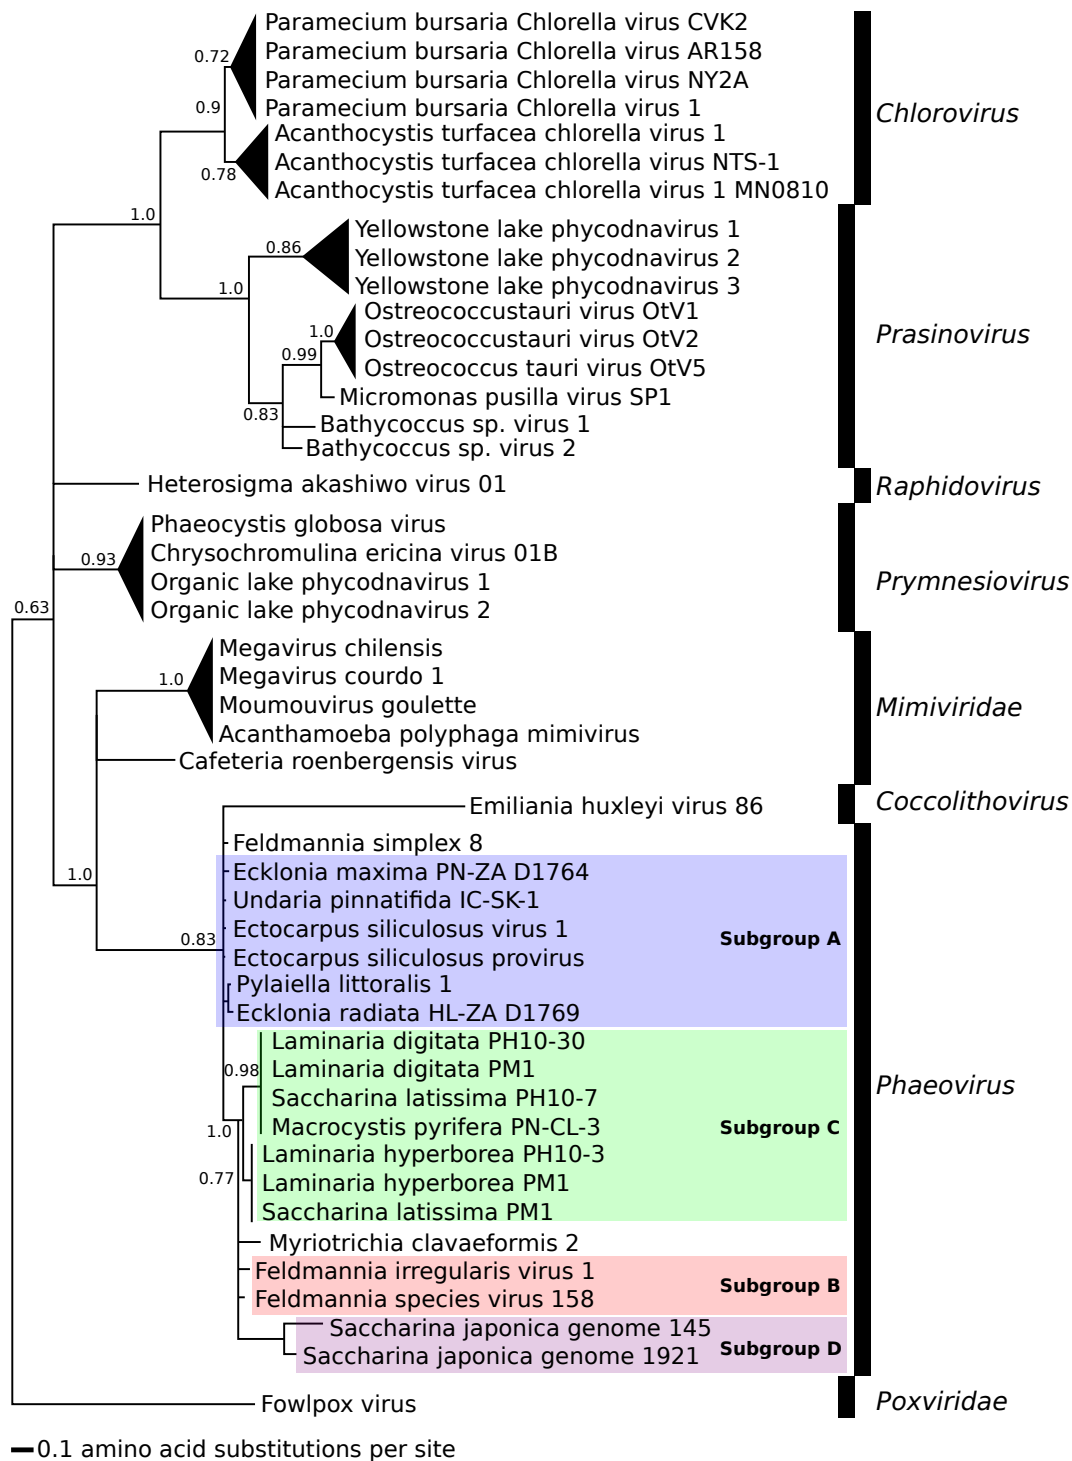 Paramecium bursaria Chlorella virus CVK2
Paramecium bursaria Chlorella virus AR158
Paramecium bursaria Chlorella virus NY2A
Paramecium bursaria Chlorella virus 1
0.72
0.9
Acanthocystis turfacea chlorella virus 1
Acanthocystis turfacea chlorella virus NTS-1
Acanthocystis turfacea chlorella virus 1 MN0810
0.78
Chlorovirus
1.0
Yellowstone lake phycodnavirus 1
Yellowstone lake phycodnavirus 2
Yellowstone lake phycodnavirus 3
0.86
1.0
Ostreococcustauri virus OtV1
Ostreococcustauri virus OtV2
Ostreococcus tauri virus OtV5
1.0
0.99
Micromonas pusilla virus SP1
0.83
Bathycoccus sp. virus 1
Bathycoccus sp. virus 2
Prasinovirus
Heterosigma akashiwo virus 01
Raphidovirus
Phaeocystis globosa virus
Chrysochromulina ericina virus 01B
Organic lake phycodnavirus 1
Organic lake phycodnavirus 2
0.93
Prymnesiovirus
0.63
Megavirus chilensis
Megavirus courdo 1
Moumouvirus goulette
Acanthamoeba polyphaga mimivirus
1.0
Cafeteria roenbergensis virus
Mimiviridae
Emiliania huxleyi virus 86
Coccolithovirus
1.0
Feldmannia simplex 8
Ecklonia maxima PN-ZA D1764
Undaria pinnatifida IC-SK-1
Ectocarpus siliculosus virus 1
Ectocarpus siliculosus provirus
Pylaiella littoralis 1
Ecklonia radiata HL-ZA D1769
Subgroup A
0.83
Laminaria digitata PH10-30
Laminaria digitata PM1
Saccharina latissima PH10-7
Macrocystis pyrifera PN-CL-3
Laminaria hyperborea PH10-3
Laminaria hyperborea PM1
Saccharina latissima PM1
Subgroup C
0.98
1.0
0.77
Myriotrichia clavaeformis 2
Feldmannia irregularis virus 1
Feldmannia species virus 158
Subgroup B
Saccharina japonica genome 145
Saccharina japonica genome 1921
Subgroup D
Phaeovirus
Fowlpox virus
Poxviridae
0.1 amino acid substitutions per site